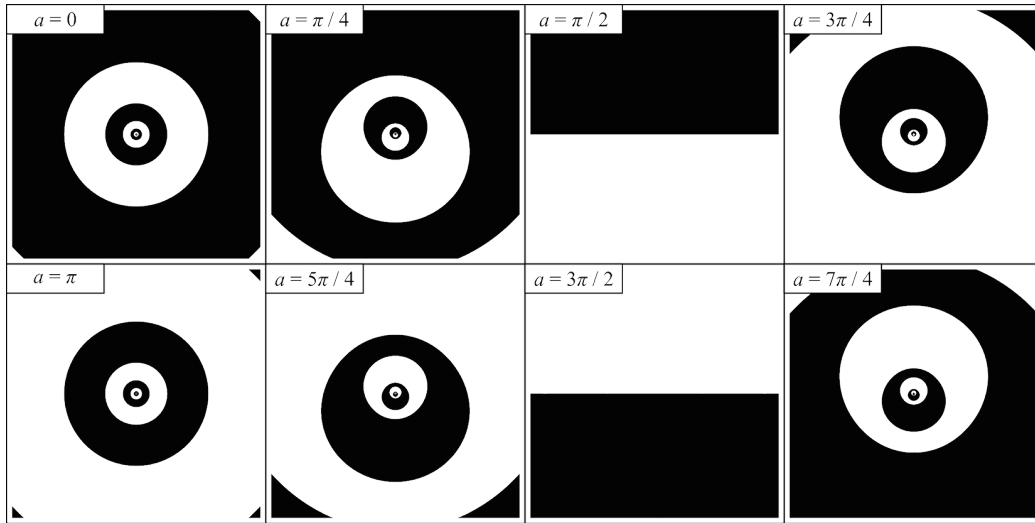 a = 0
a = π / 4
a = π / 2
a = 3π / 4
a = π
a = 5π / 4
a = 3π / 2
a = 7π / 4